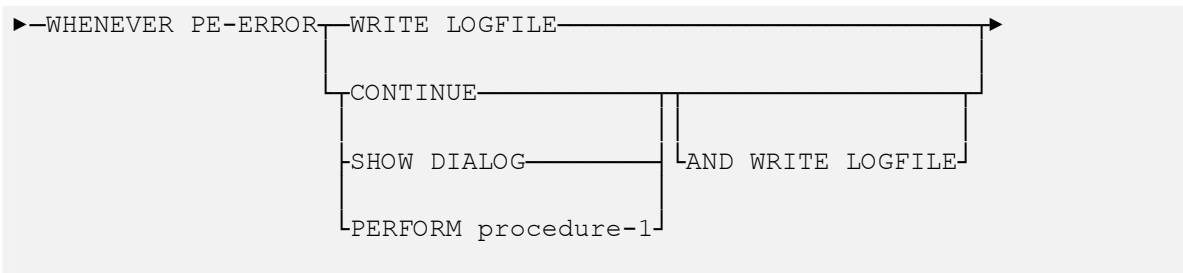 WHENEVER PE-ERROR WRITE LOGFILE
CONTINUE
SHOW DIALOG AND WRITE LOGFILE
PERFORM procedure-1